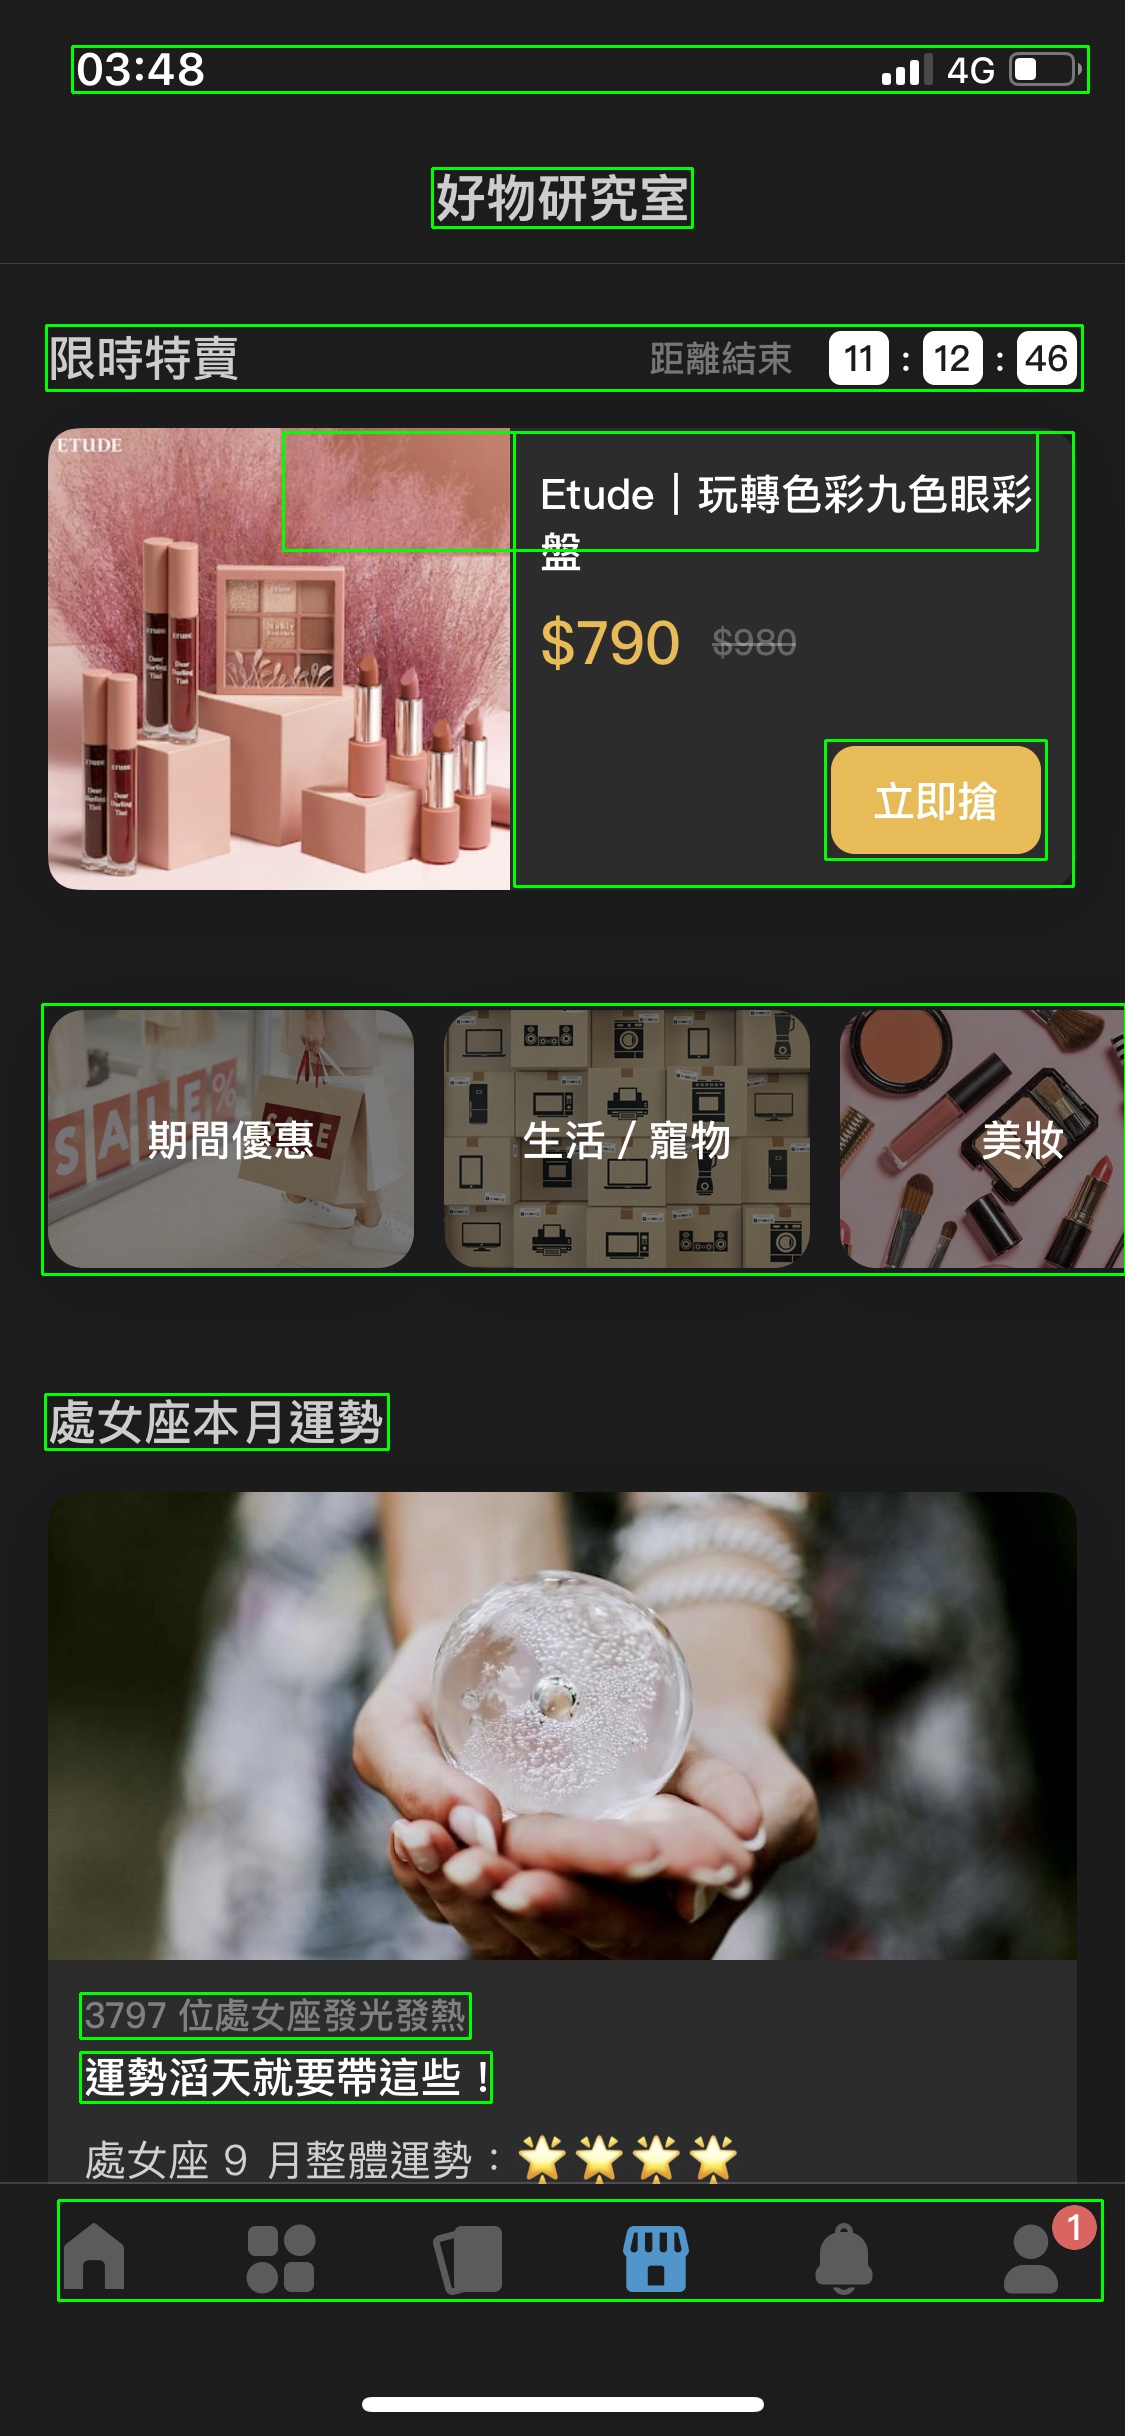 03:48 4G
好物研究室
限時特賣 距離結束 11 : 12 : 46
ETUDE
Etude｜玩轉色彩九色眼彩
盤
$790 $980
立即搶
期間優惠 生活 / 寵物 美妝
SALE%
SALE
處女座本月運勢
3797 位處女座發光發熱
運勢滔天就要帶這些！
處女座 9 月整體運勢：🌟🌟🌟🌟
1